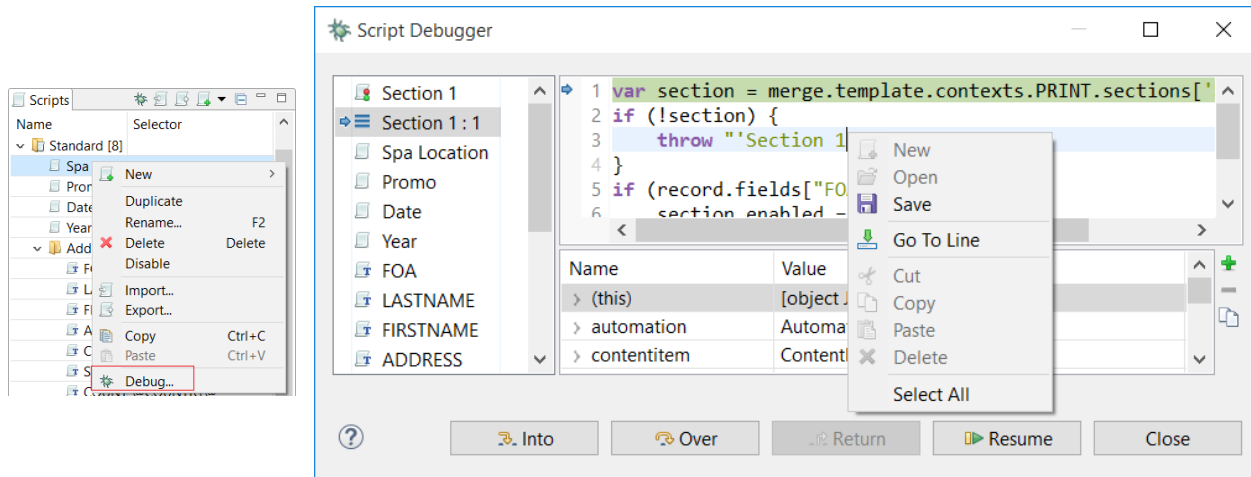 Scripts
Name Selector
Standard [8]
Spa
New
Duplicate
Rename... F2
Date
Delete Delete
Year
Disable
Import...
Export...
Copy Ctrl+C
Paste Ctrl+V
Debug...
Script Debugger
Section 1
Section 1 : 1
Spa Location
Promo
Date
Year
FOA
LASTNAME
FIRSTNAME
ADDRESS
1 var section = merge.template.contexts.PRINT.sections['
2 if (!section) {
3 throw "'Section 1
4 }
5 if (record.fields["FO
6 section.enabled =
New
Open
Save
Go To Line
Cut
Copy
Paste
Delete
Select All
Name Value
(this) [object
automation Automa
contentitem Content
Into Over Return Resume Close